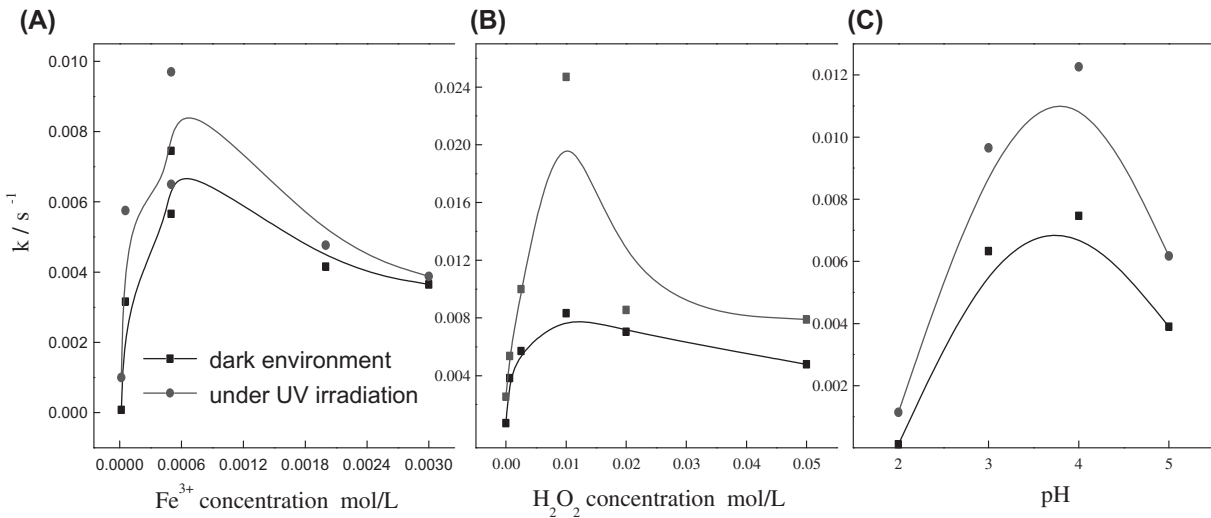 (A)
(B)
(C)
k / s⁻¹
0.010
0.008
0.006
0.004
0.002
0.000
0.0000 0.0006 0.0012 0.0018 0.0024 0.0030
Fe³⁺ concentration mol/L
dark environment
under UV irradiation
0.024
0.020
0.016
0.012
0.008
0.004
0.00 0.01 0.02 0.03 0.04 0.05
H₂O₂ concentration mol/L
0.012
0.010
0.008
0.006
0.004
0.002
2 3 4 5
pH